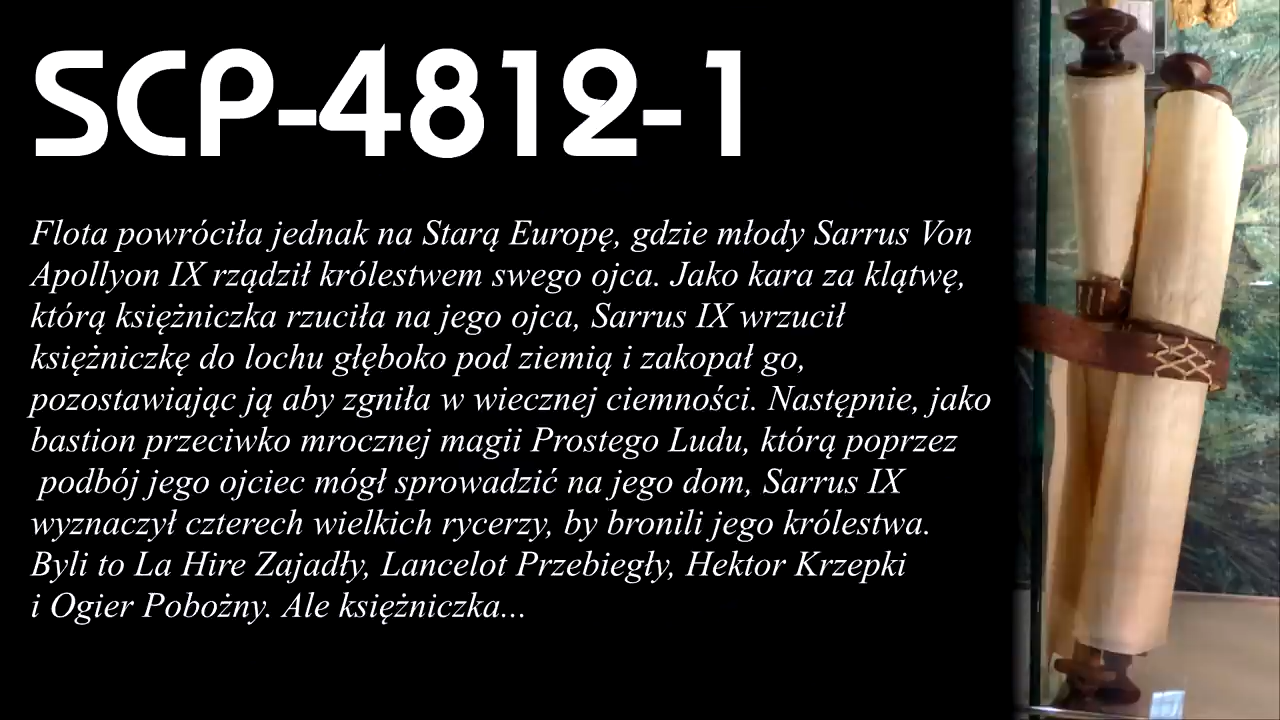 SCP-4812-1
Flota powróciła jednak na Starą Europę, gdzie młody Sarrus Von
Apollyon IX rządził królestwem swego ojca. Jako kara za klątwę,
którą księżniczka rzuciła na jego ojca, Sarrus IX wrzucił
księżniczkę do lochu głęboko pod ziemią i zakopał go,
pozostawiając ją aby zgniła w wiecznej ciemności. Następnie, jako
bastion przeciwko mrocznej magii Prostego Ludu, którą poprzez
podbój jego ojciec mógł sprowadzić na jego dom, Sarrus IX
wyznaczył czterech wielkich rycerzy, by bronili jego królestwa.
Byli to La Hire Zajadły, Lancelot Przebiegły, Hektor Krzepki
i Ogier Pobożny. Ale księżniczka...